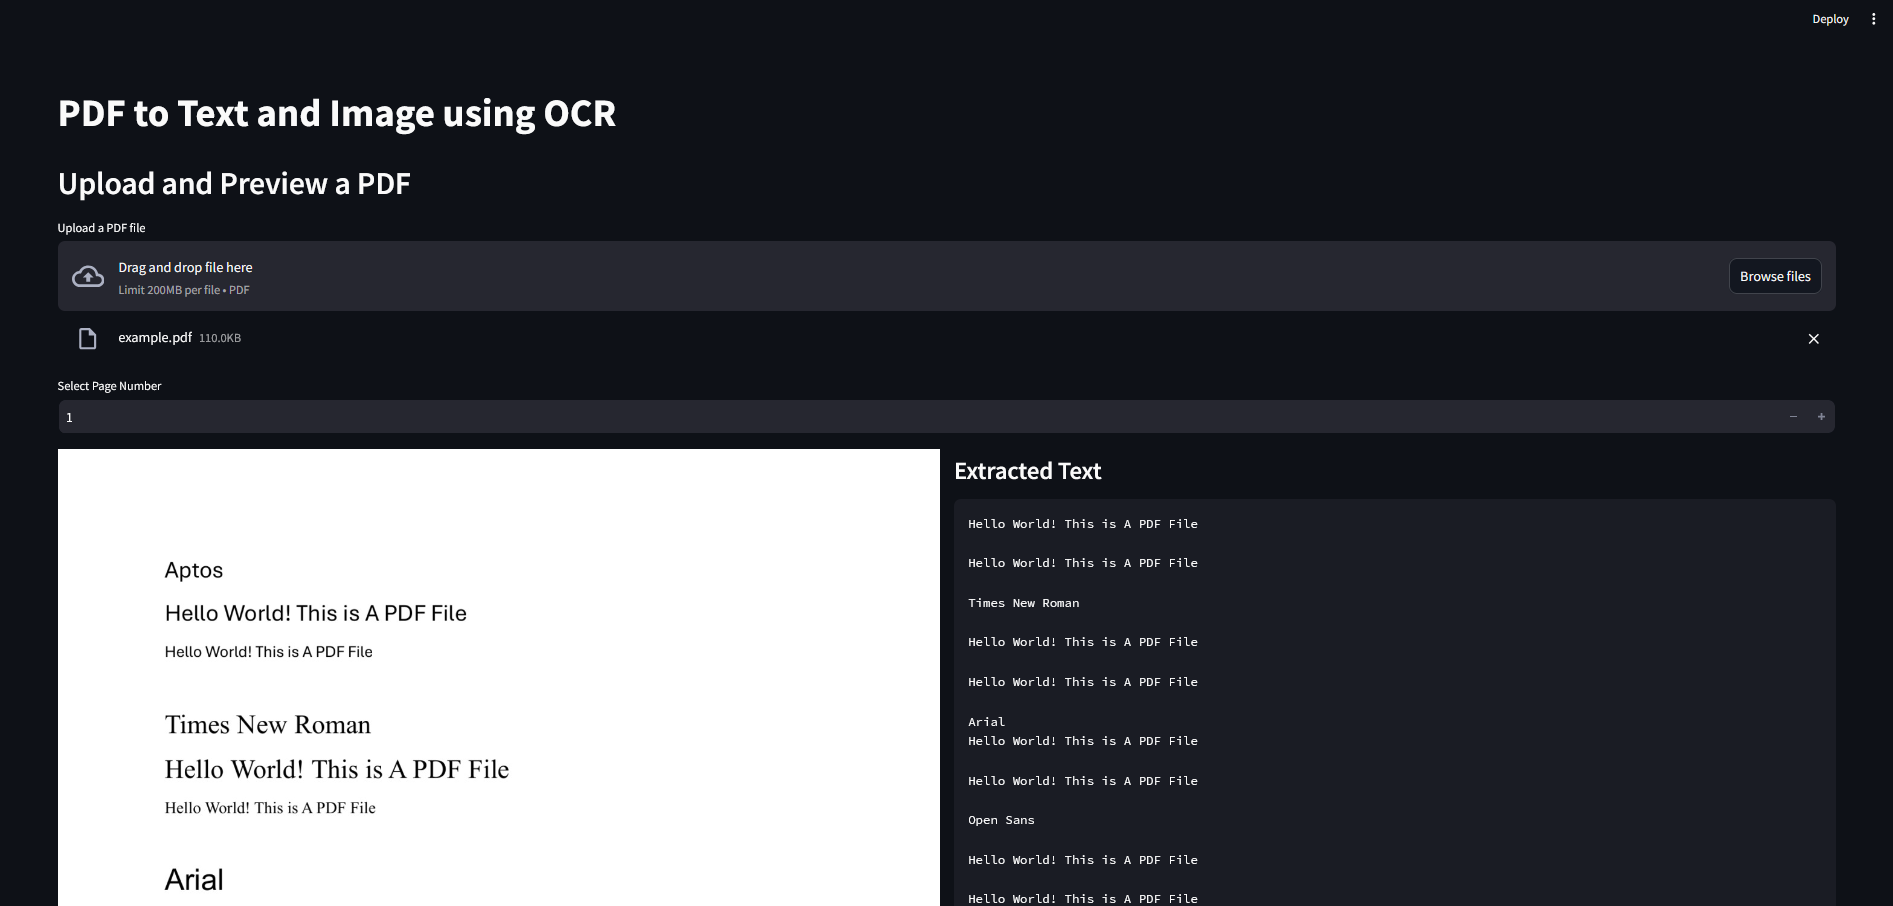 Deploy
PDF to Text and Image using OCR
Upload and Preview a PDF
Upload a PDF file
Drag and drop file here
Limit 200MB per file • PDF
Browse files
example.pdf 110.0KB
Select Page Number
1
Aptos
Hello World! This is A PDF File
Hello World! This is A PDF File
Times New Roman
Hello World! This is A PDF File
Hello World! This is A PDF File
Arial
Extracted Text
Hello World! This is A PDF File
Hello World! This is A PDF File
Times New Roman
Hello World! This is A PDF File
Hello World! This is A PDF File
Arial
Hello World! This is A PDF File
Hello World! This is A PDF File
Open Sans
Hello World! This is A PDF File
Hello World! This is A PDF File